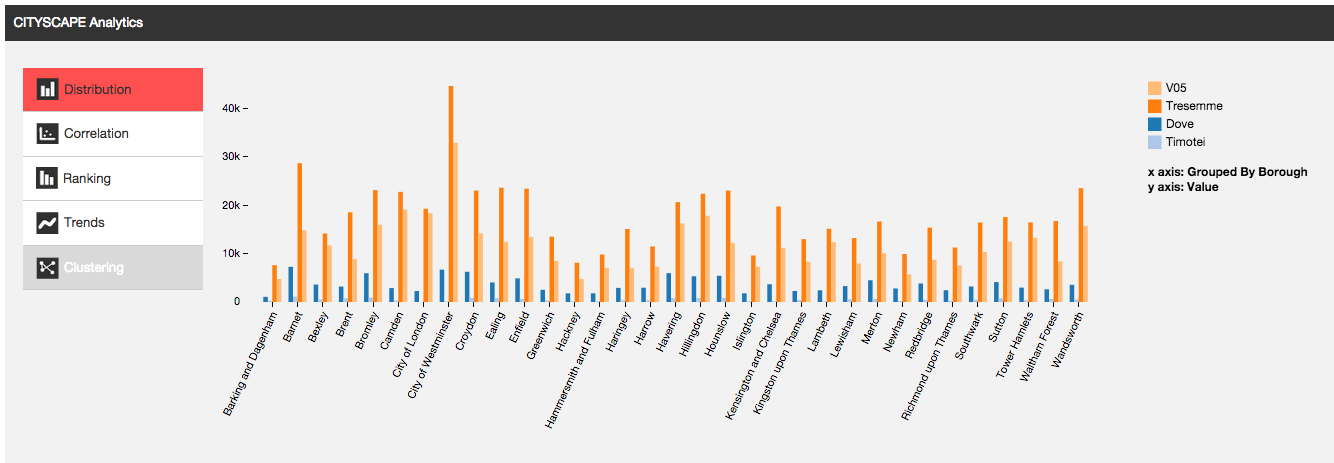 CITYSCAPE Analytics
Distribution
Correlation
Ranking
Trends
Clustering
40k
30k
20k
10k
0
Barking and Dagenham
Barnet
Bexley
Brent
Bromley
Camden
City of London
City of Westminster
Croydon
Ealing
Enfield
Greenwich
Hackney
Hammersmith and Fulham
Haringey
Harrow
Havering
Hillingdon
Hounslow
Islington
Kensington and Chelsea
Kingston upon Thames
Lambeth
Lewisham
Merton
Newham
Redbridge
Richmond upon Thames
Southwark
Sutton
Tower Hamlets
Waltham Forest
Wandsworth
V05
Tresemme
Dove
Timotei
x axis: Grouped By Borough
y axis: Value